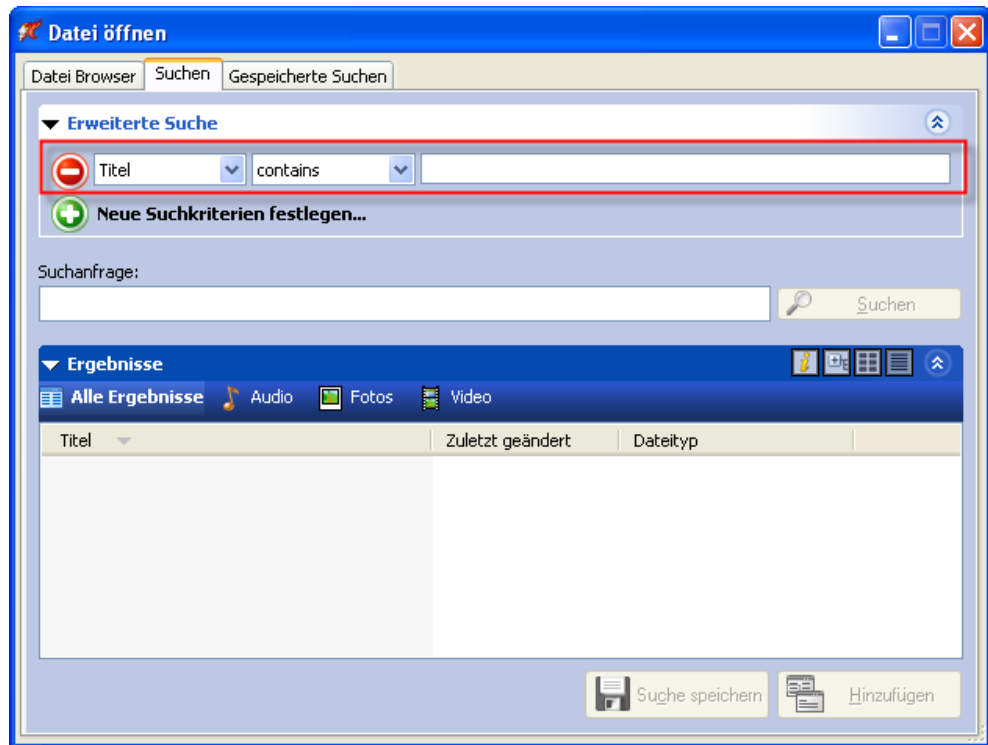 Datei öffnen
Datei Browser Suchen Gespeicherte Suchen
Erweiterte Suche
Titel contains
Neue Suchkriterien festlegen...
Suchanfrage:
Suchen
Ergebnisse
Alle Ergebnisse Audio Fotos Video
Titel Zuletzt geändert Dateityp
Suche speichern Hinzufügen